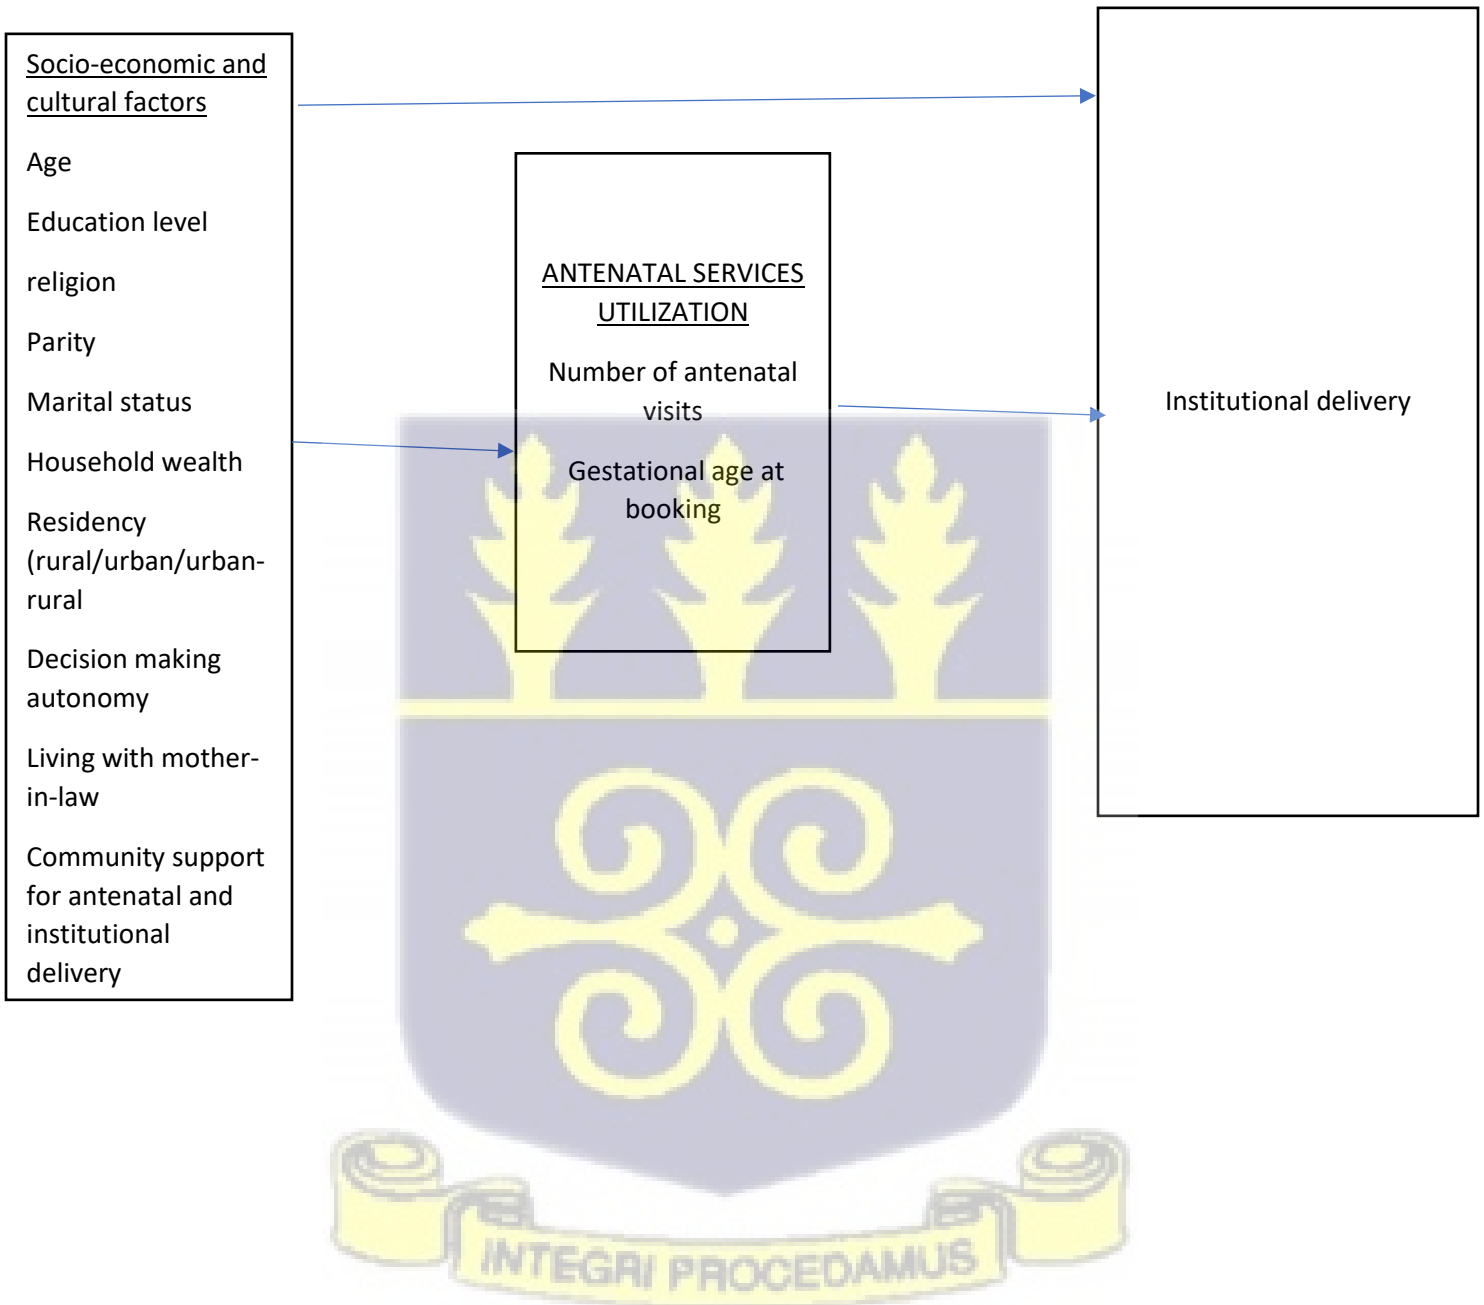 Socio-economic and
cultural factors
Age
Education level
religion
Parity
Marital status
Household wealth
Residency
(rural/urban/urban-
rural
Decision making
autonomy
Living with mother-
in-law
Community support
for antenatal and
institutional
delivery
ANTENATAL SERVICES
UTILIZATION
Number of antenatal
visits
Gestational age at
booking
Institutional delivery
INTEGRI PROCEDAMUS